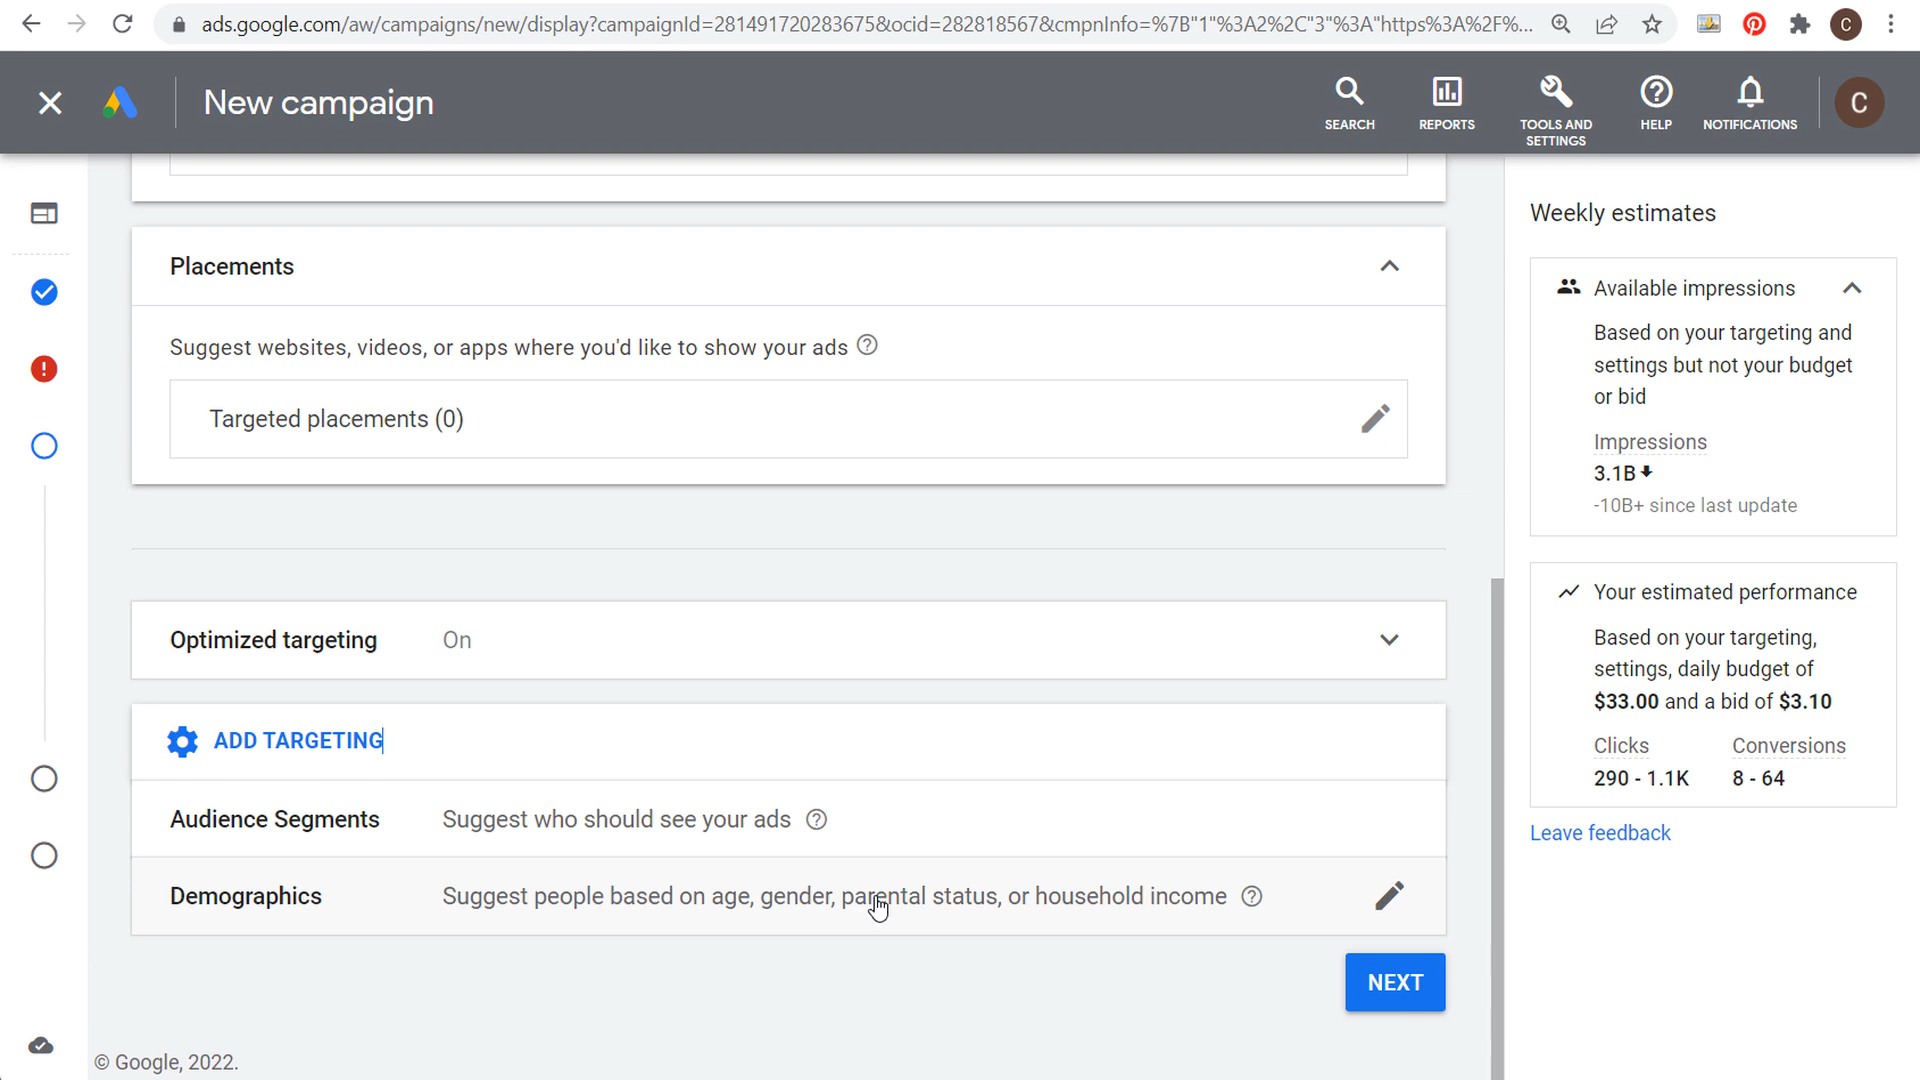 ads.google.com/aw/campaigns/new/display?campaignId=281491720283675&ocid=282818567&cmpnInfo=%7B"1"%3A2%2C"3"%3A"https%3A%2F%...
C
New campaign
SEARCH
REPORTS
TOOLS AND
SETTINGS
HELP
NOTIFICATIONS
C
Placements
Suggest websites, videos, or apps where you'd like to show your ads
Targeted placements (0)
Optimized targeting On
ADD TARGETING
Audience Segments Suggest who should see your ads
Demographics Suggest people based on age, gender, parental status, or household income
NEXT
© Google, 2022.
Weekly estimates
Available impressions
Based on your targeting and
settings but not your budget
or bid
Impressions
3.1B
-10B+ since last update
Your estimated performance
Based on your targeting,
settings, daily budget of
$33.00 and a bid of $3.10
Clicks Conversions
290 - 1.1K 8 - 64
Leave feedback